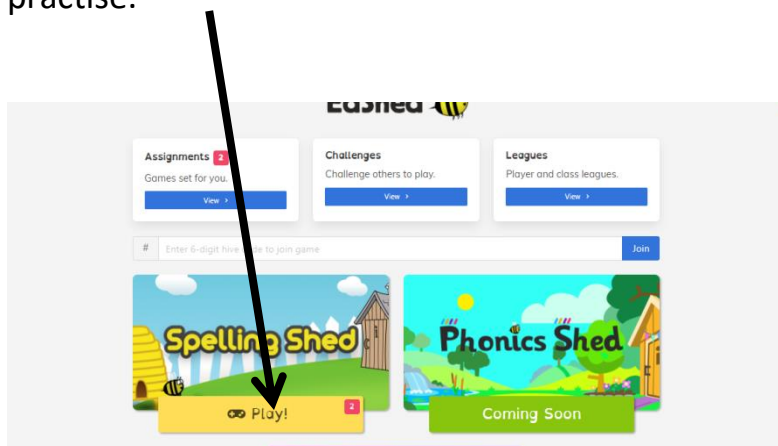 practise.
EdShed
Assignments 2
Challenges
Leagues
Games set for you.
Challenge others to play.
Player and class leagues.
View ›
View ›
View ›
# Enter 6-digit hive code to join game
Join
Spelling Shed
Phonics Shed
Play! 2
Coming Soon